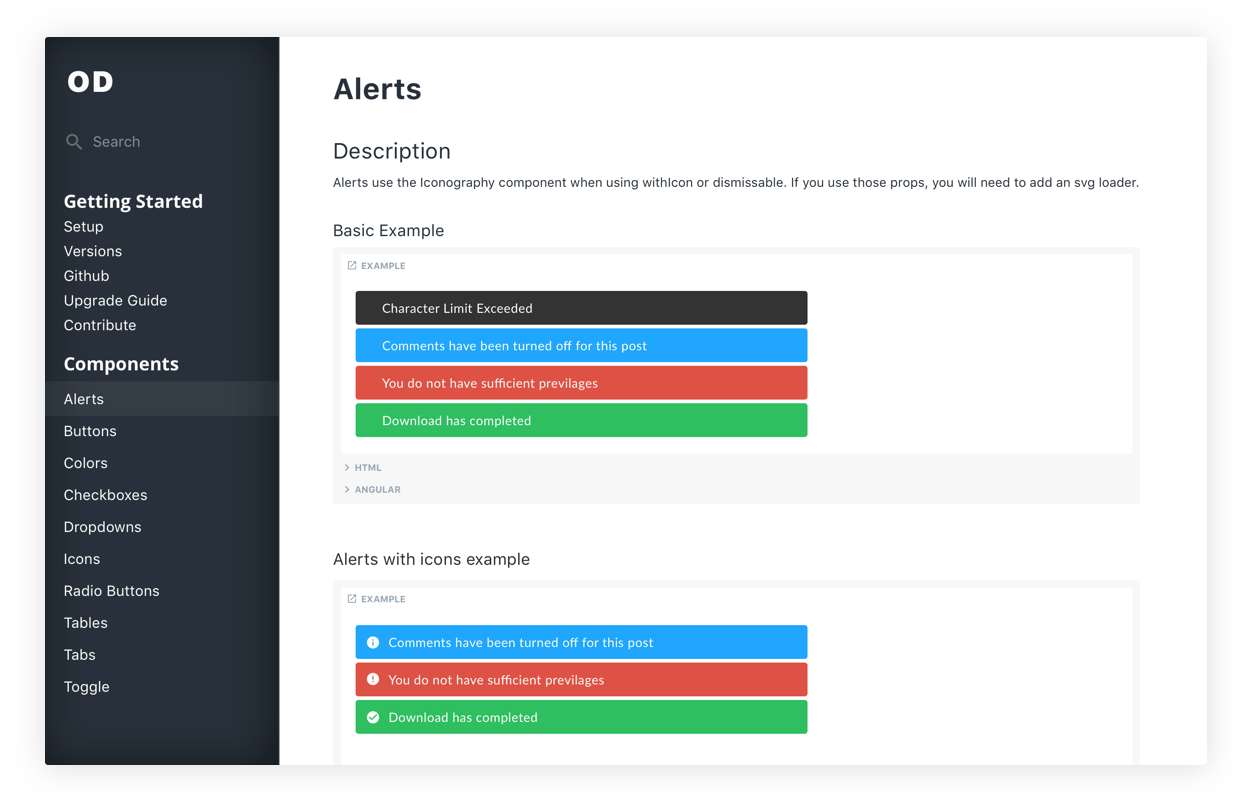 OD
Search
Getting Started
Setup
Versions
Github
Upgrade Guide
Contribute
Components
Alerts
Buttons
Colors
Checkboxes
Dropdowns
Icons
Radio Buttons
Tables
Tabs
Toggle
Alerts
Description
Alerts use the Iconography component when using withIcon or dismissable. If you use those props, you will need to add an svg loader.
Basic Example
EXAMPLE
Character Limit Exceeded
Comments have been turned off for this post
You do not have sufficient previlages
Download has completed
HTML
ANGULAR
Alerts with icons example
EXAMPLE
Comments have been turned off for this post
You do not have sufficient previlages
Download has completed